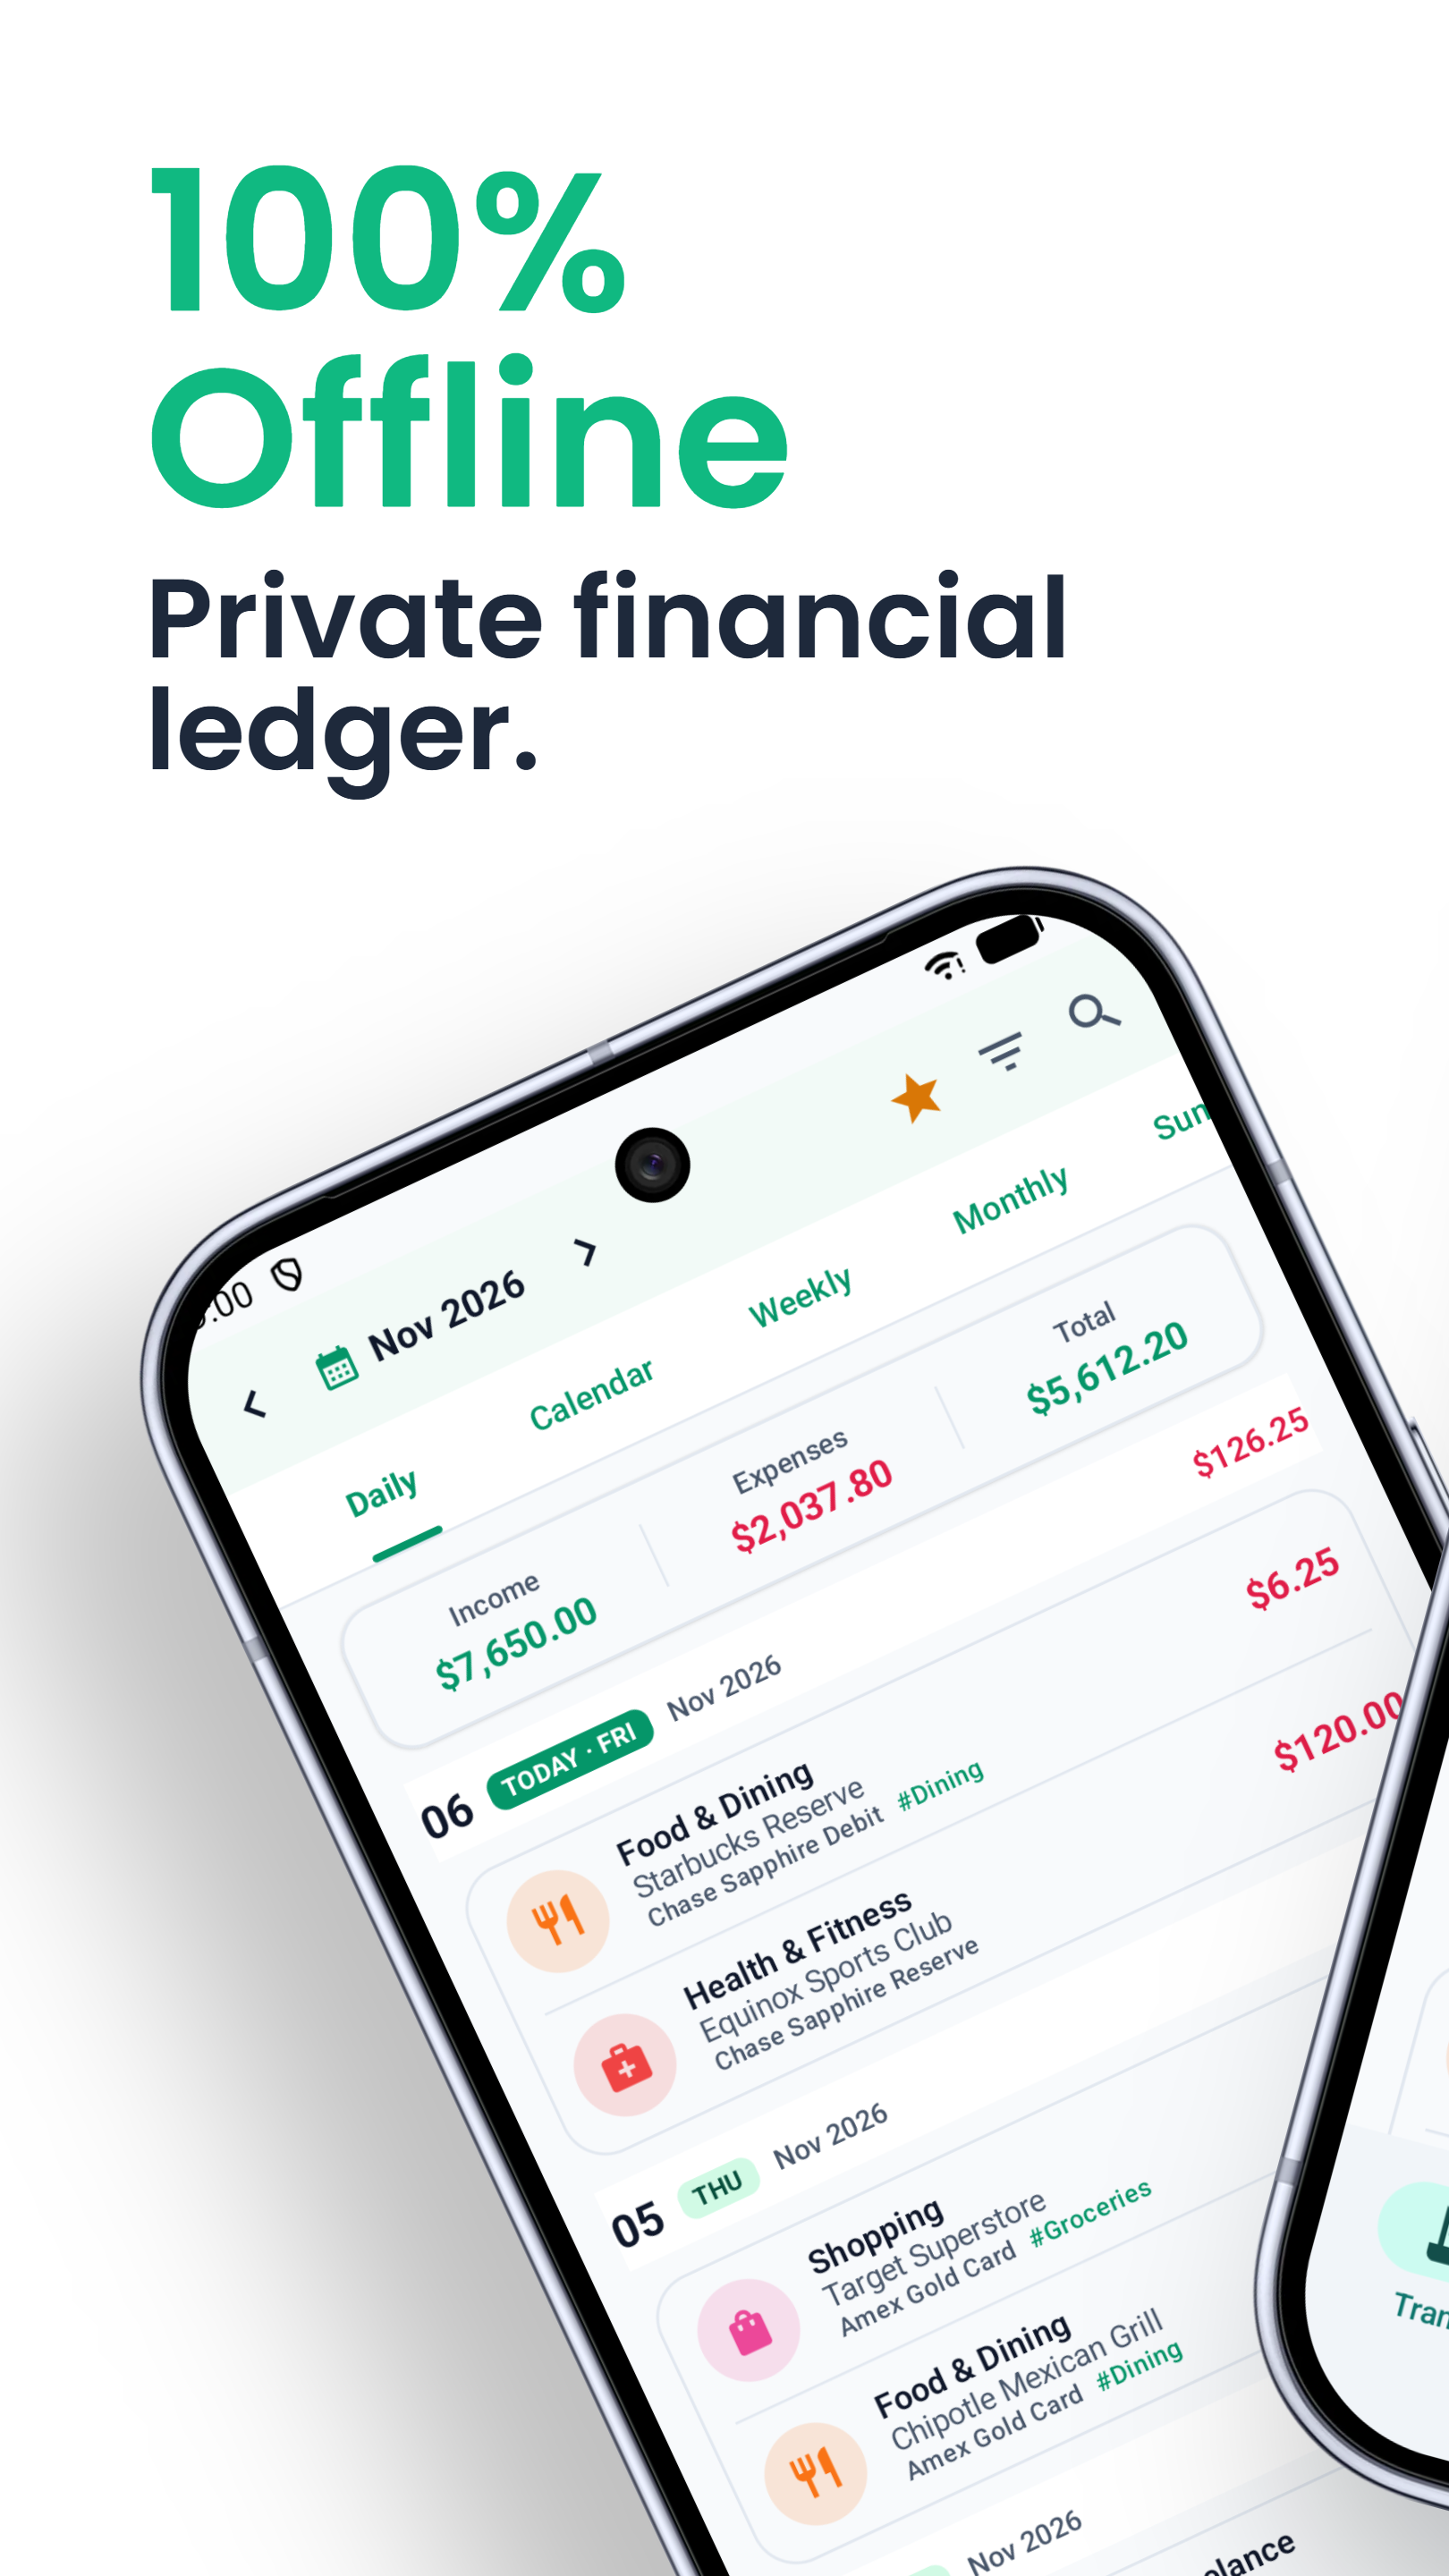 100%
Offline
Private financial
ledger.
:00
Nov 2026
Daily
Calendar
Weekly
Monthly
Income
$7,650.00
Expenses
$2,037.80
Total
$5,612.20
06 TODAY · FRI Nov 2026 $126.25
Food & Dining
Starbucks Reserve
Chase Sapphire Debit #Dining
$6.25
Health & Fitness
Equinox Sports Club
Chase Sapphire Reserve
$120.00
05 THU Nov 2026
Shopping
Target Superstore
Amex Gold Card #Groceries
Food & Dining
Chipotle Mexican Grill
Amex Gold Card #Dining
Nov 2026